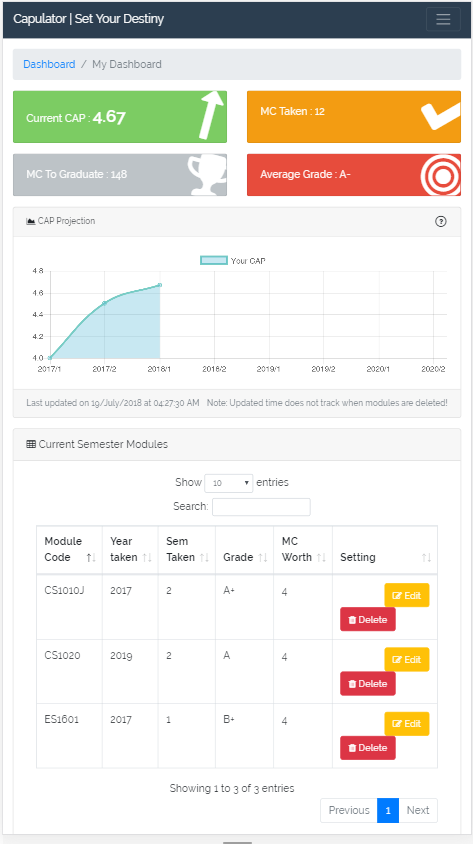 Capulator | Set Your Destiny
Dashboard / My Dashboard
Current CAP : 4.67
MC Taken : 12
MC To Graduate : 148
Average Grade : A-
CAP Projection
Your CAP
4.8
4.6
4.4
4.2
4.0
2017/1 2017/2 2018/1 2018/2 2019/1 2019/2 2020/1 2020/2
Last updated on 19/July/2018 at 04:27:30 AM Note: Updated time does not track when modules are deleted!
Current Semester Modules
Show 10 entries
Search:
Module Code Year taken Sem Taken Grade MC Worth Setting
CS1010J 2017 2 A+ 4 Edit
Delete
CS1020 2019 2 A 4 Edit
Delete
ES1601 2017 1 B+ 4 Edit
Delete
Showing 1 to 3 of 3 entries
Previous 1 Next